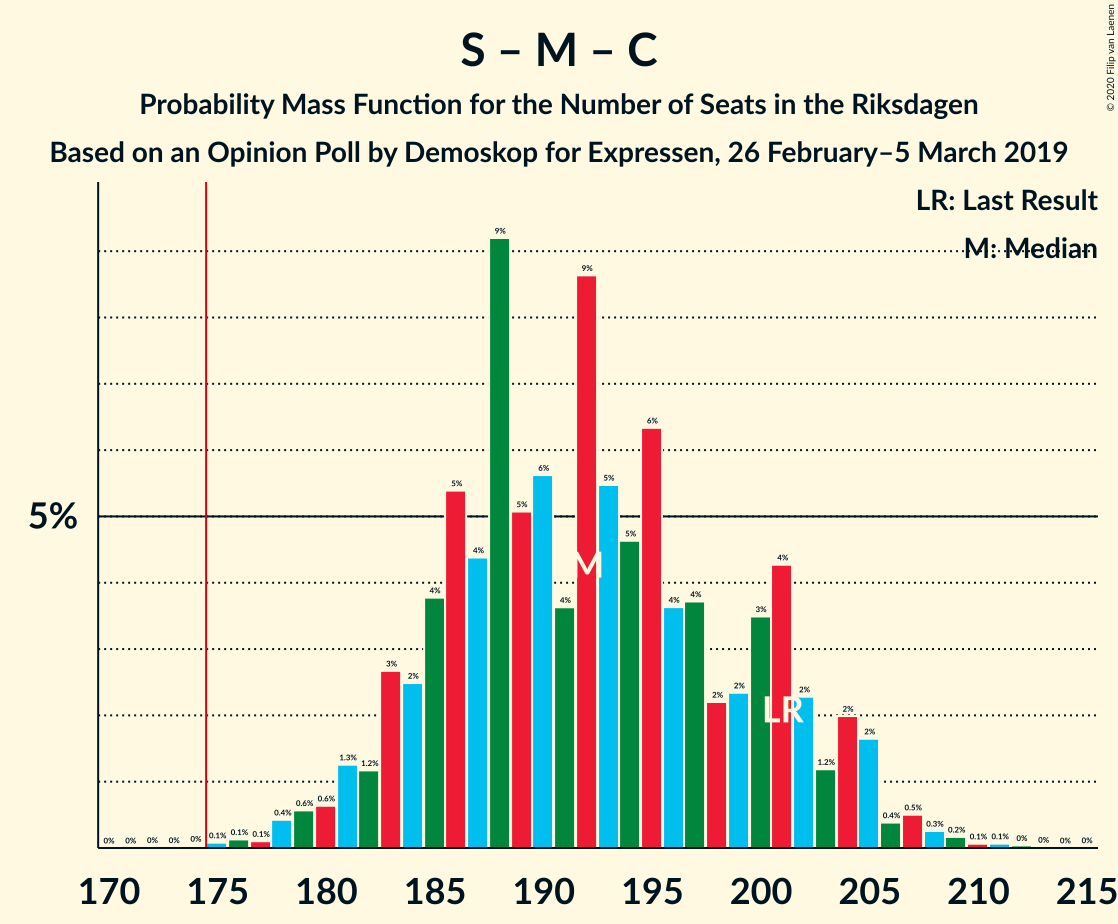 S – M – C
Probability Mass Function for the Number of Seats in the Riksdagen
Based on an Opinion Poll by Demoskop for Expressen, 26 February–5 March 2019
© 2020 Filip van Laenen
LR: Last Result
M: Median
5%
0% 0% 0% 0% 0% 0.1% 0.1% 0.1% 0.4% 0.6% 0.6% 1.3% 1.2% 3% 2% 4% 5% 4% 9% 5% 6% 4% 9% 5% 5% 6% 4% 4% 2% 2% 3% 4% 2% 1.2% 2% 2% 0.4% 0.5% 0.3% 0.2% 0.1% 0.1% 0% 0% 0% 0%
M
LR
170 175 180 185 190 195 200 205 210 215